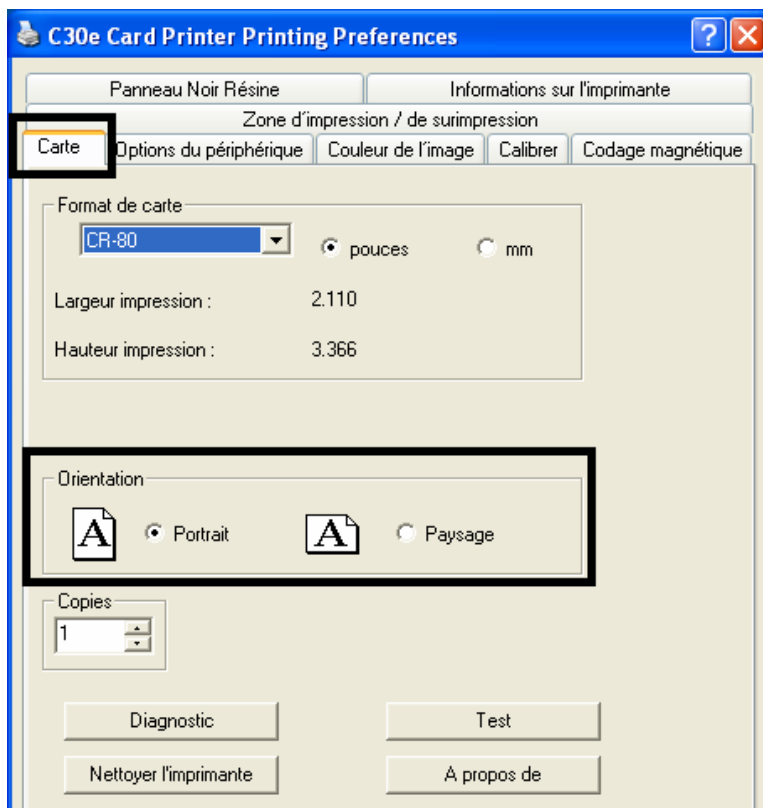 C30e Card Printer Printing Preferences
Panneau Noir Résine Informations sur l'imprimante
Zone d´impression / de surimpression
Carte Options du périphérique Couleur de l´image Calibrer Codage magnétique
Format de carte
CR-80 pouces mm
Largeur impression : 2.110
Hauteur impression : 3.366
Orientation
A Portrait A Paysage
Copies
1
Diagnostic Test
Nettoyer l'imprimante A propos de